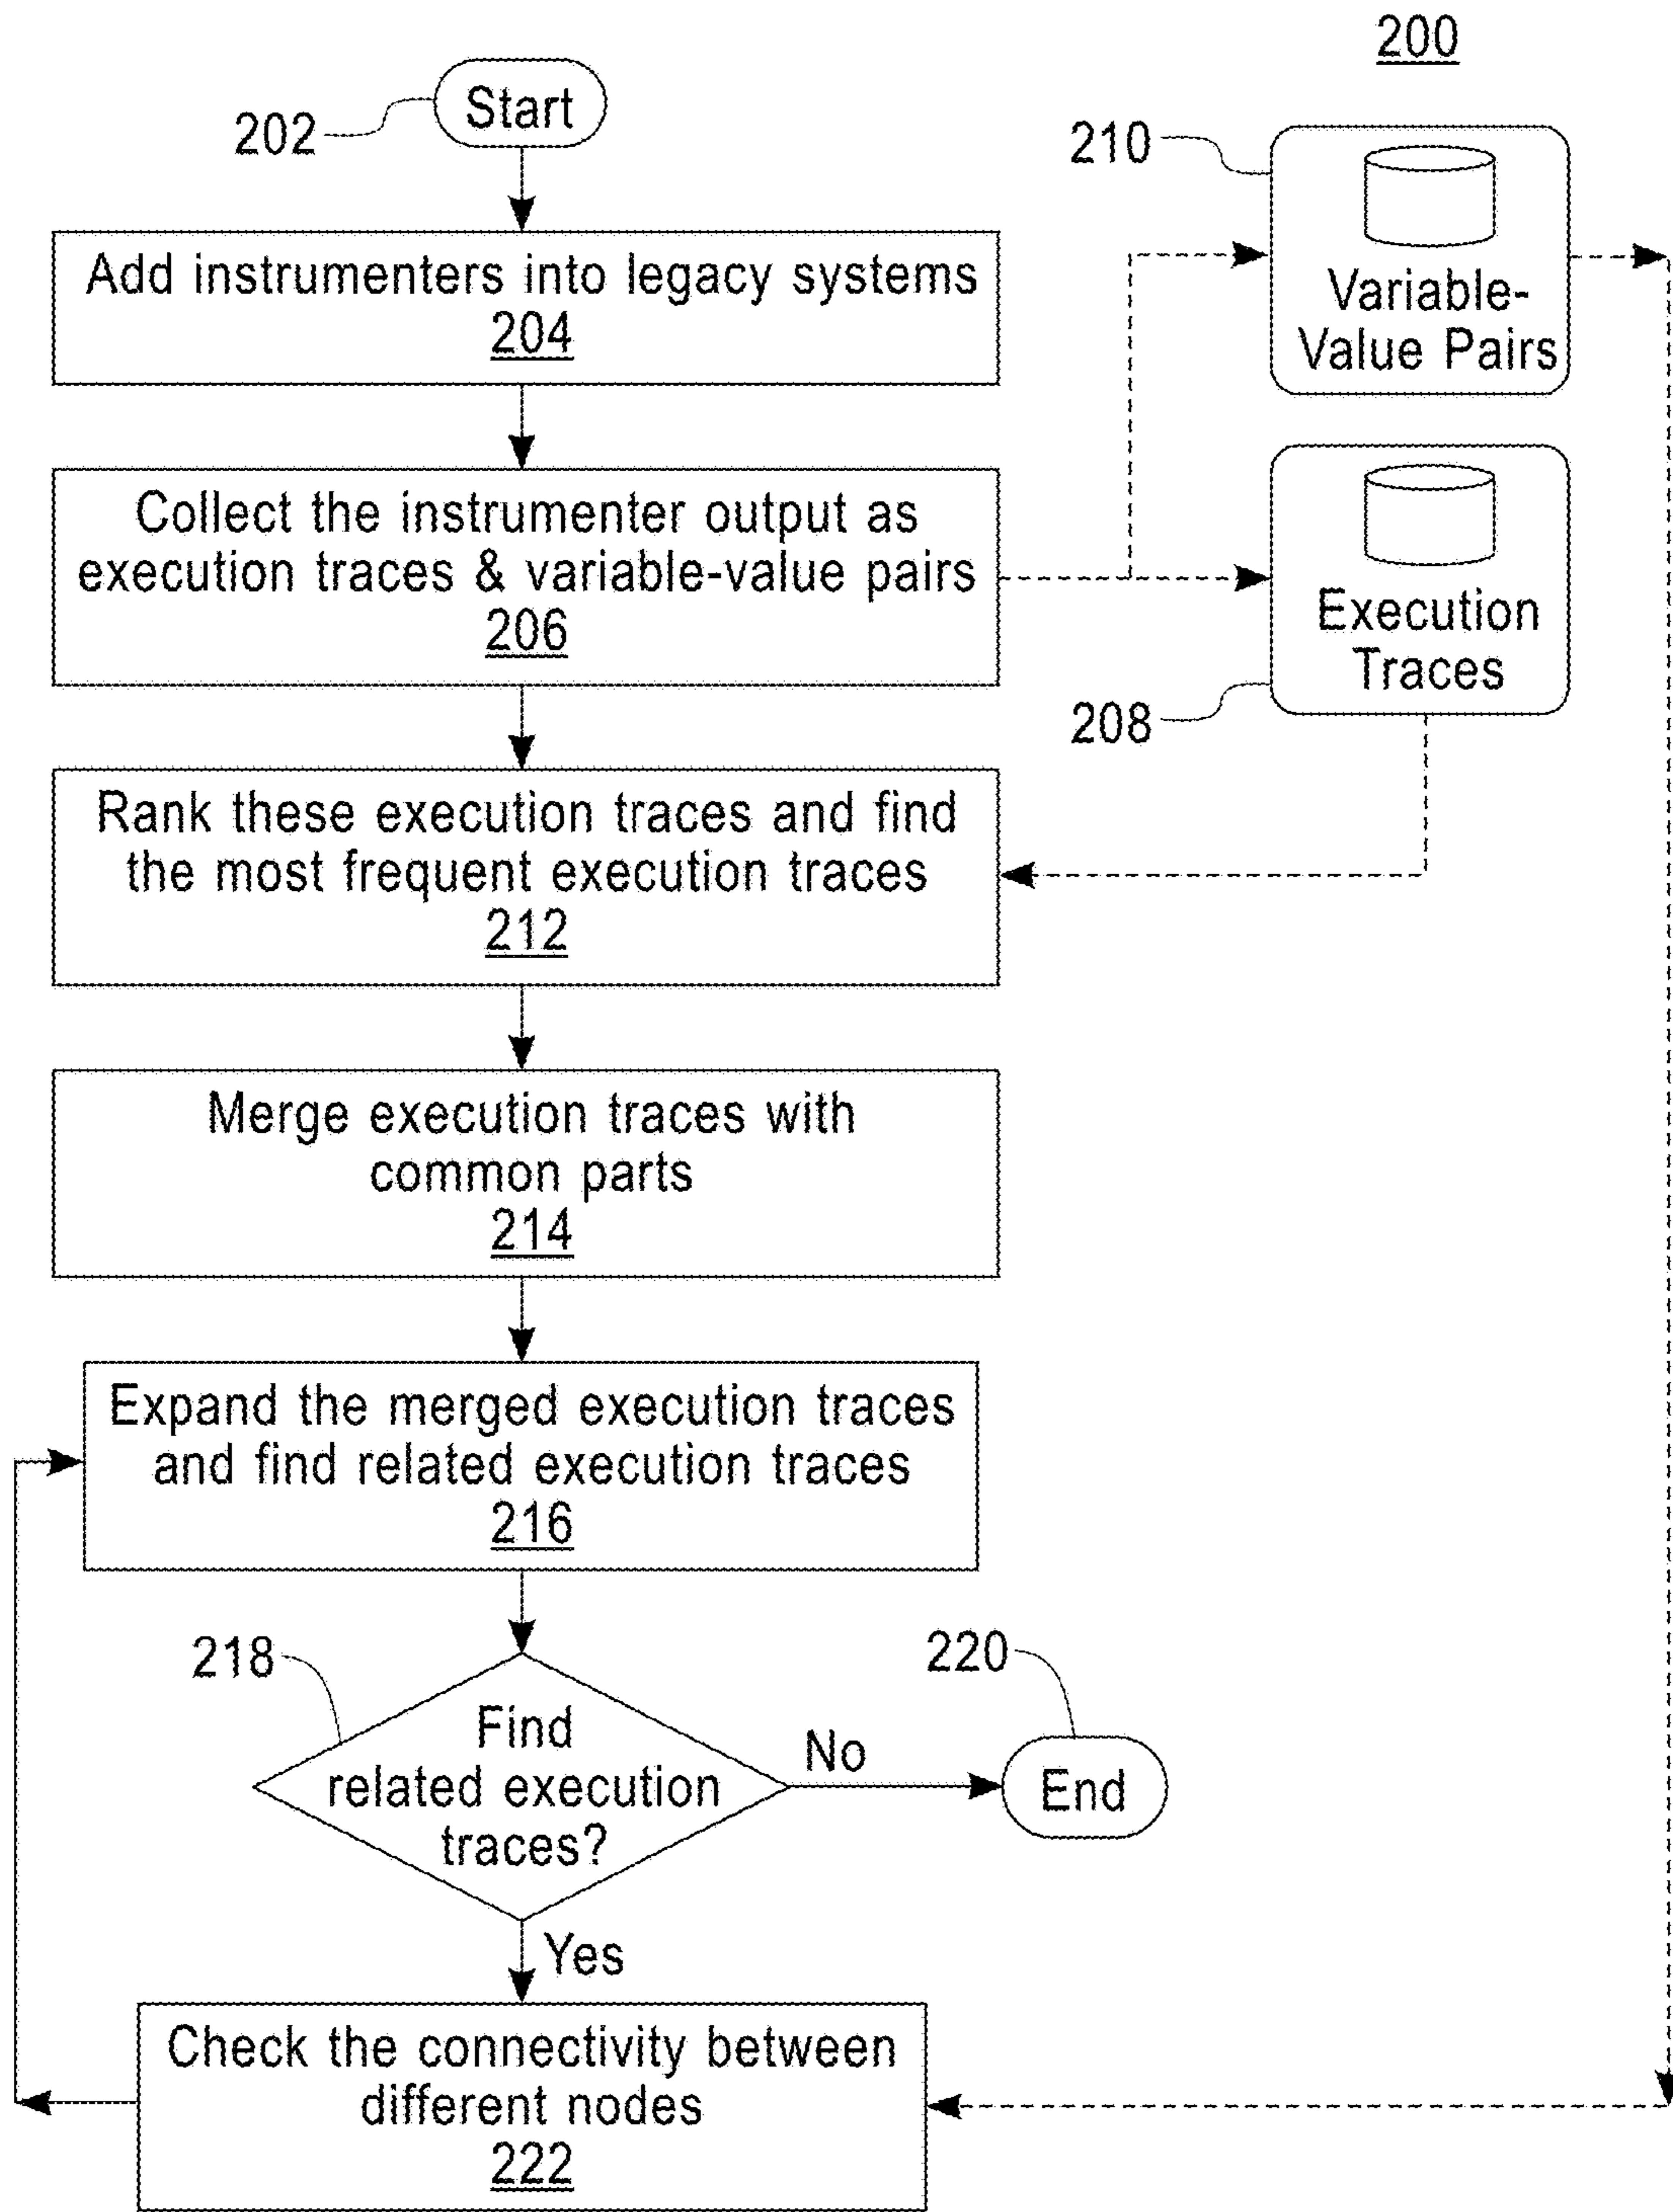 200
202
Start
210
Variable-
Value Pairs
Add instrumenters into legacy systems
204
Collect the instrumenter output as
execution traces & variable-value pairs
206
Execution
Traces
208
Rank these execution traces and find
the most frequent execution traces
212
Merge execution traces with
common parts
214
Expand the merged execution traces
and find related execution traces
216
218
Find
related execution
traces?
No
220
End
Yes
Check the connectivity between
different nodes
222